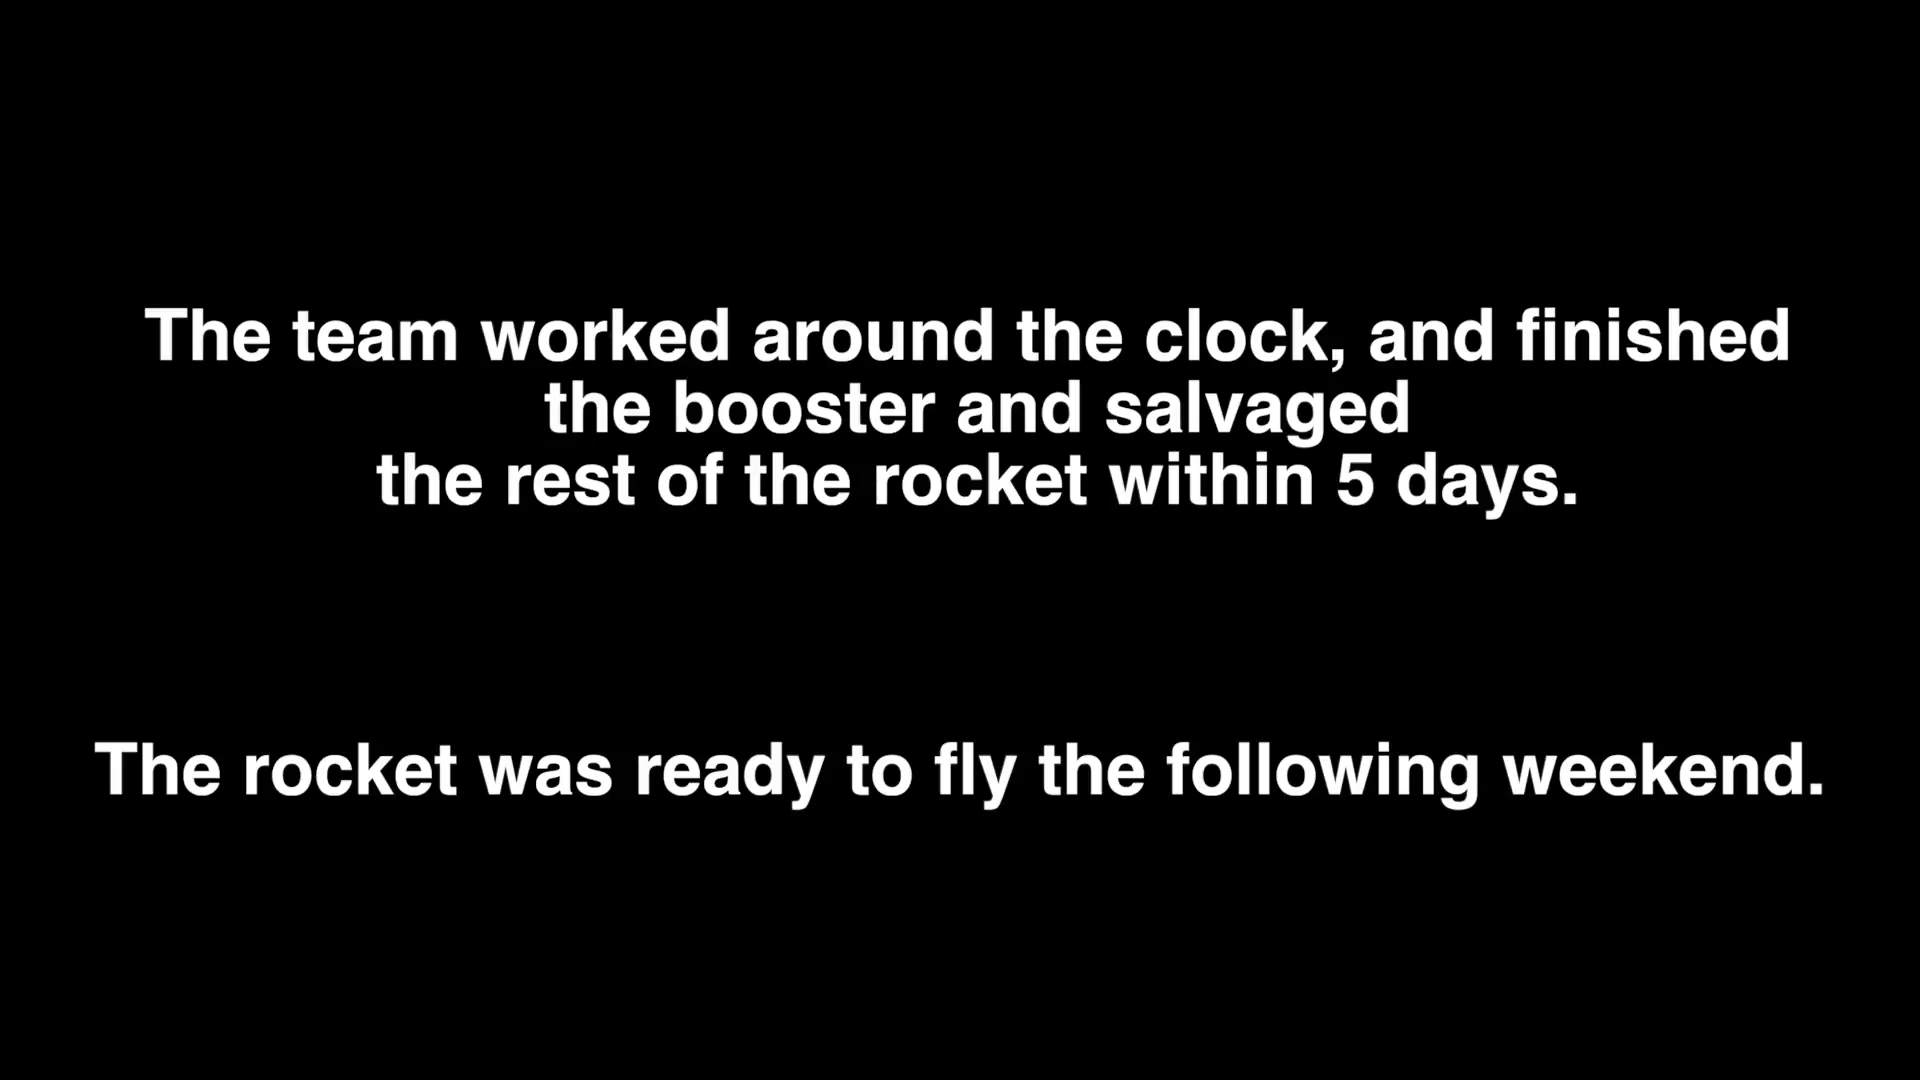 The team worked around the clock, and finished
the booster and salvaged
the rest of the rocket within 5 days.
The rocket was ready to fly the following weekend.